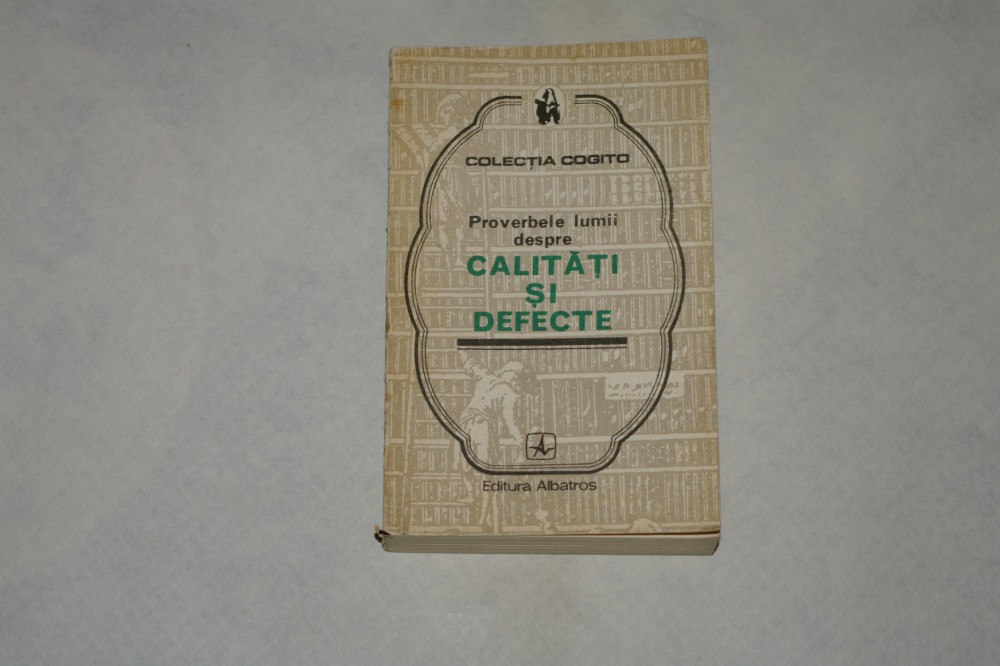 COLECȚIA COGITO
Proverbele lumii
despre
CALITĂȚI
ȘI
DEFECTE
Editura Albatros